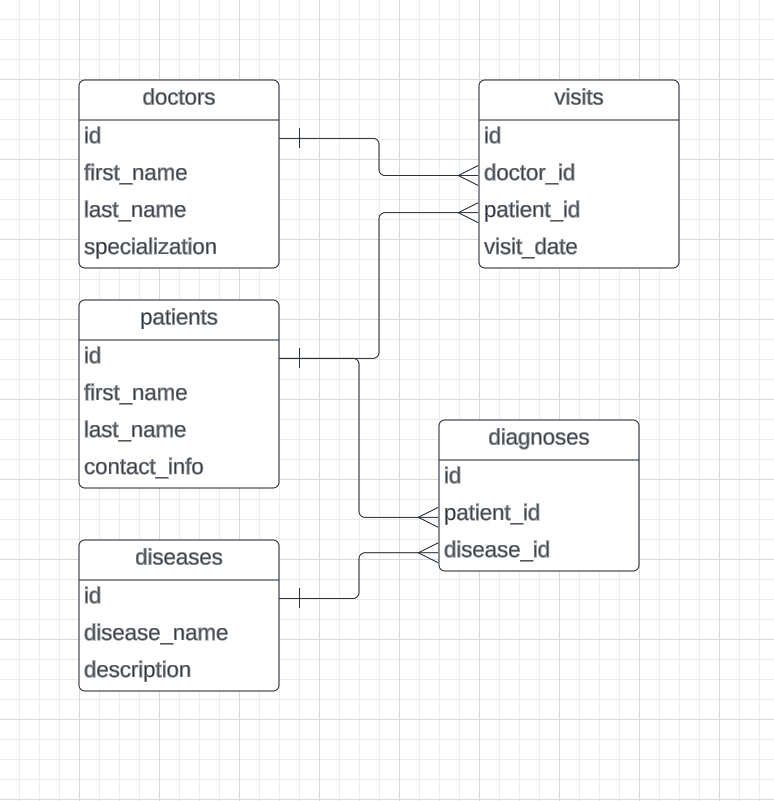 doctors
id
first_name
last_name
specialization
visits
id
doctor_id
patient_id
visit_date
patients
id
first_name
last_name
contact_info
diagnoses
id
patient_id
disease_id
diseases
id
disease_name
description